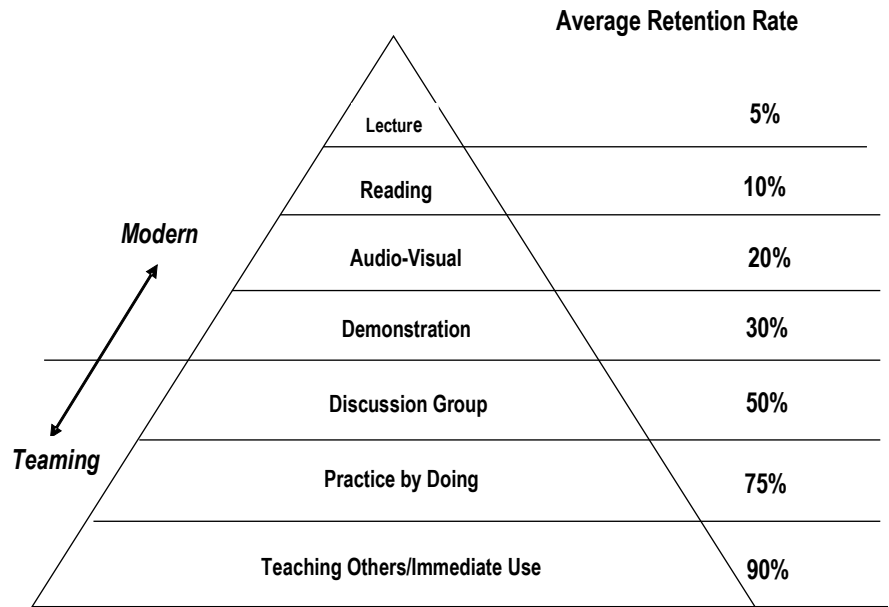 Average Retention Rate
Lecture 5%
Reading 10%
Modern
Audio-Visual 20%
Demonstration 30%
Discussion Group 50%
Teaming
Practice by Doing 75%
Teaching Others/Immediate Use 90%